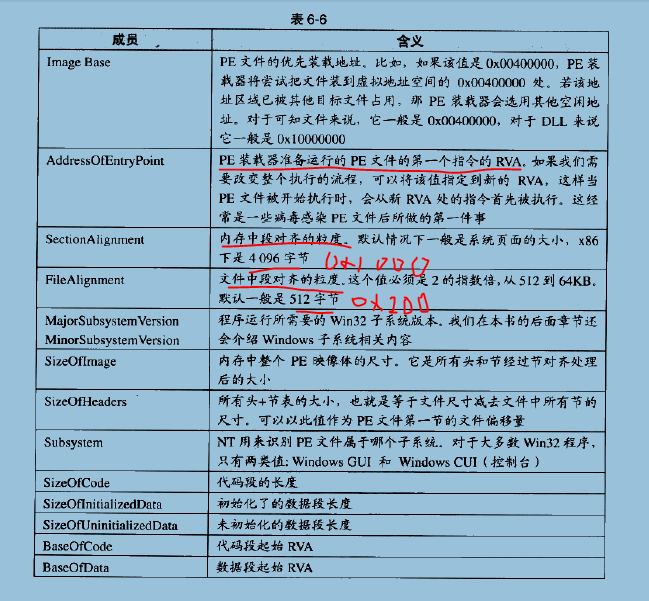 表 6-6
成员 含义
Image Base PE 文件的优先装载地址。比如，如果该值是 0x00400000，PE 装
载器将尝试把文件装到虚拟地址空间的 0x00400000 处。若该地
址区域已被其他目标文件占用，那 PE 装载器会选用其他空闲地
址。对于可知文件来说，它一般是 0x00400000，对于 DLL 来说
它一般是 0x10000000
AddressOfEntryPoint PE 装载器准备运行的 PE 文件的第一个指令的 RVA。如果我们需
要改变整个执行的流程，可以将该值指定到新的 RVA，这样当
PE 文件被开始执行时，会从新 RVA 处的指令首先被执行。这经
常是一些病毒感染 PE 文件后所做的第一件事
SectionAlignment 内存中段对齐的粒度。默认情况下一般是系统页面的大小，x86
下是 4 096 字节 0x1000
FileAlignment 文件中段对齐的粒度。这个值必须是 2 的指数倍，从 512 到 64KB。
默认一般是 512 字节 0x200
MajorSubsystemVersion 程序运行所需要的 Win32 子系统版本。我们在本书的后面章节还
MinorSubsystemVersion 会介绍 Windows 子系统相关内容
SizeOfImage 内存中整个 PE 映像体的尺寸。它是所有头和节经过节对齐处理
后的大小
SizeOfHeaders 所有头+节表的大小，也就是等于文件尺寸减去文件中所有节的
尺寸。可以以此值作为 PE 文件第一节的文件偏移量
Subsystem NT 用来识别 PE 文件属于哪个子系统。对于大多数 Win32 程序，
只有两类值: Windows GUI 和 Windows CUI（控制台）
SizeOfCode 代码段的长度
SizeOfInitializedData 初始化了的数据段长度
SizeOfUninitializedData 未初始化的数据段长度
BaseOfCode 代码段起始 RVA
BaseOfData 数据段起始 RVA